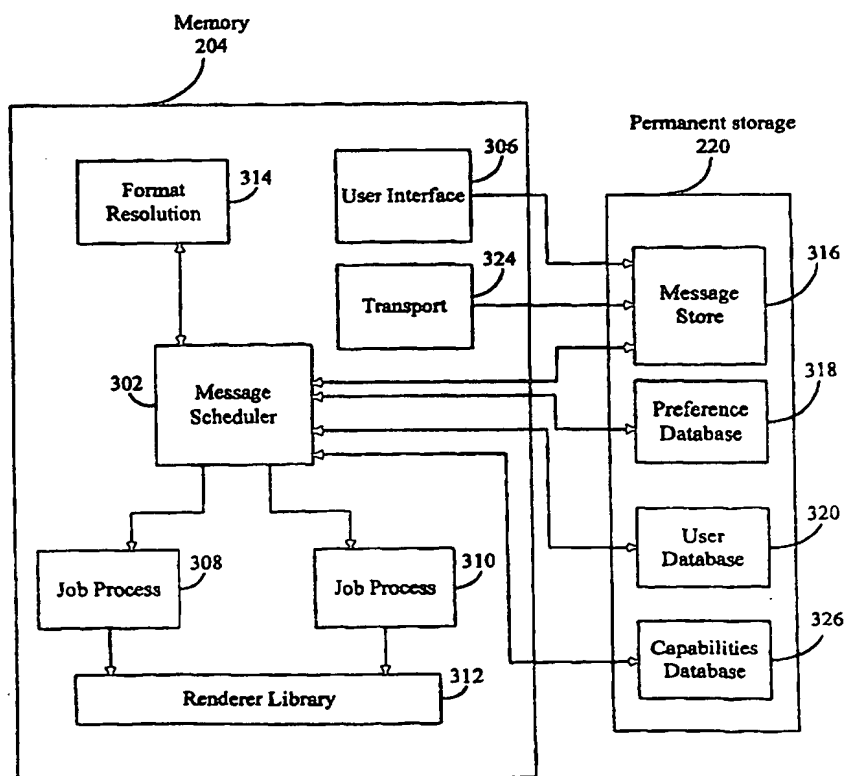 Memory
204
Permanent storage
220
Format
Resolution
314
User Interface
306
Transport
324
Message
Store
316
302
Message
Scheduler
Preference
Database
318
User
Database
320
Job Process
308
Job Process
310
Capabilities
Database
326
Renderer Library
312